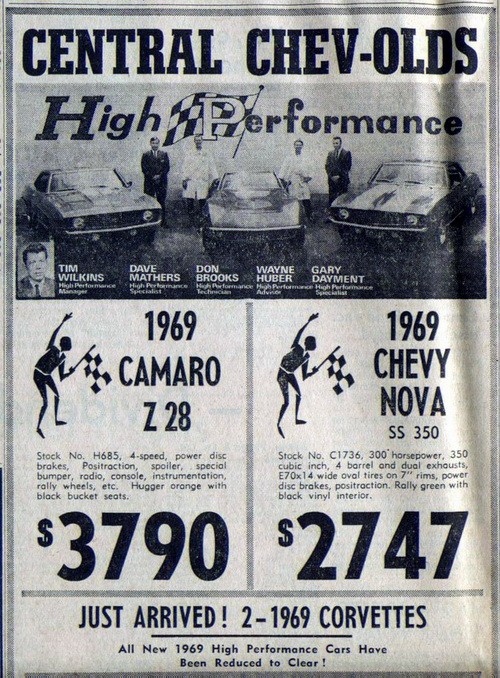 CENTRAL CHEV-OLDS
High Performance
TIM WILKINS
High Performance Manager
DAVE MATHERS
High Performance Specialist
DON BROOKS
High Performance Technician
WAYNE HUBER
High Performance Advisor
GARY DAYMENT
High Performance Specialist
1969
CAMARO
Z 28
Stock No. H685, 4-speed, power disc
brakes, Positraction, spoiler, special
bumper, radio, console, instrumentation,
rally wheels, etc. Hugger orange with
black bucket seats.
$3790
1969
CHEVY
NOVA
SS 350
Stock No. C1736, 300 horsepower, 350
cubic inch, 4 barrel and dual exhausts,
E70x14 wide oval tires on 7" rims, power
disc brakes, positraction. Rally green with
black vinyl interior.
$2747
JUST ARRIVED! 2-1969 CORVETTES
All New 1969 High Performance Cars Have
Been Reduced to Clear!